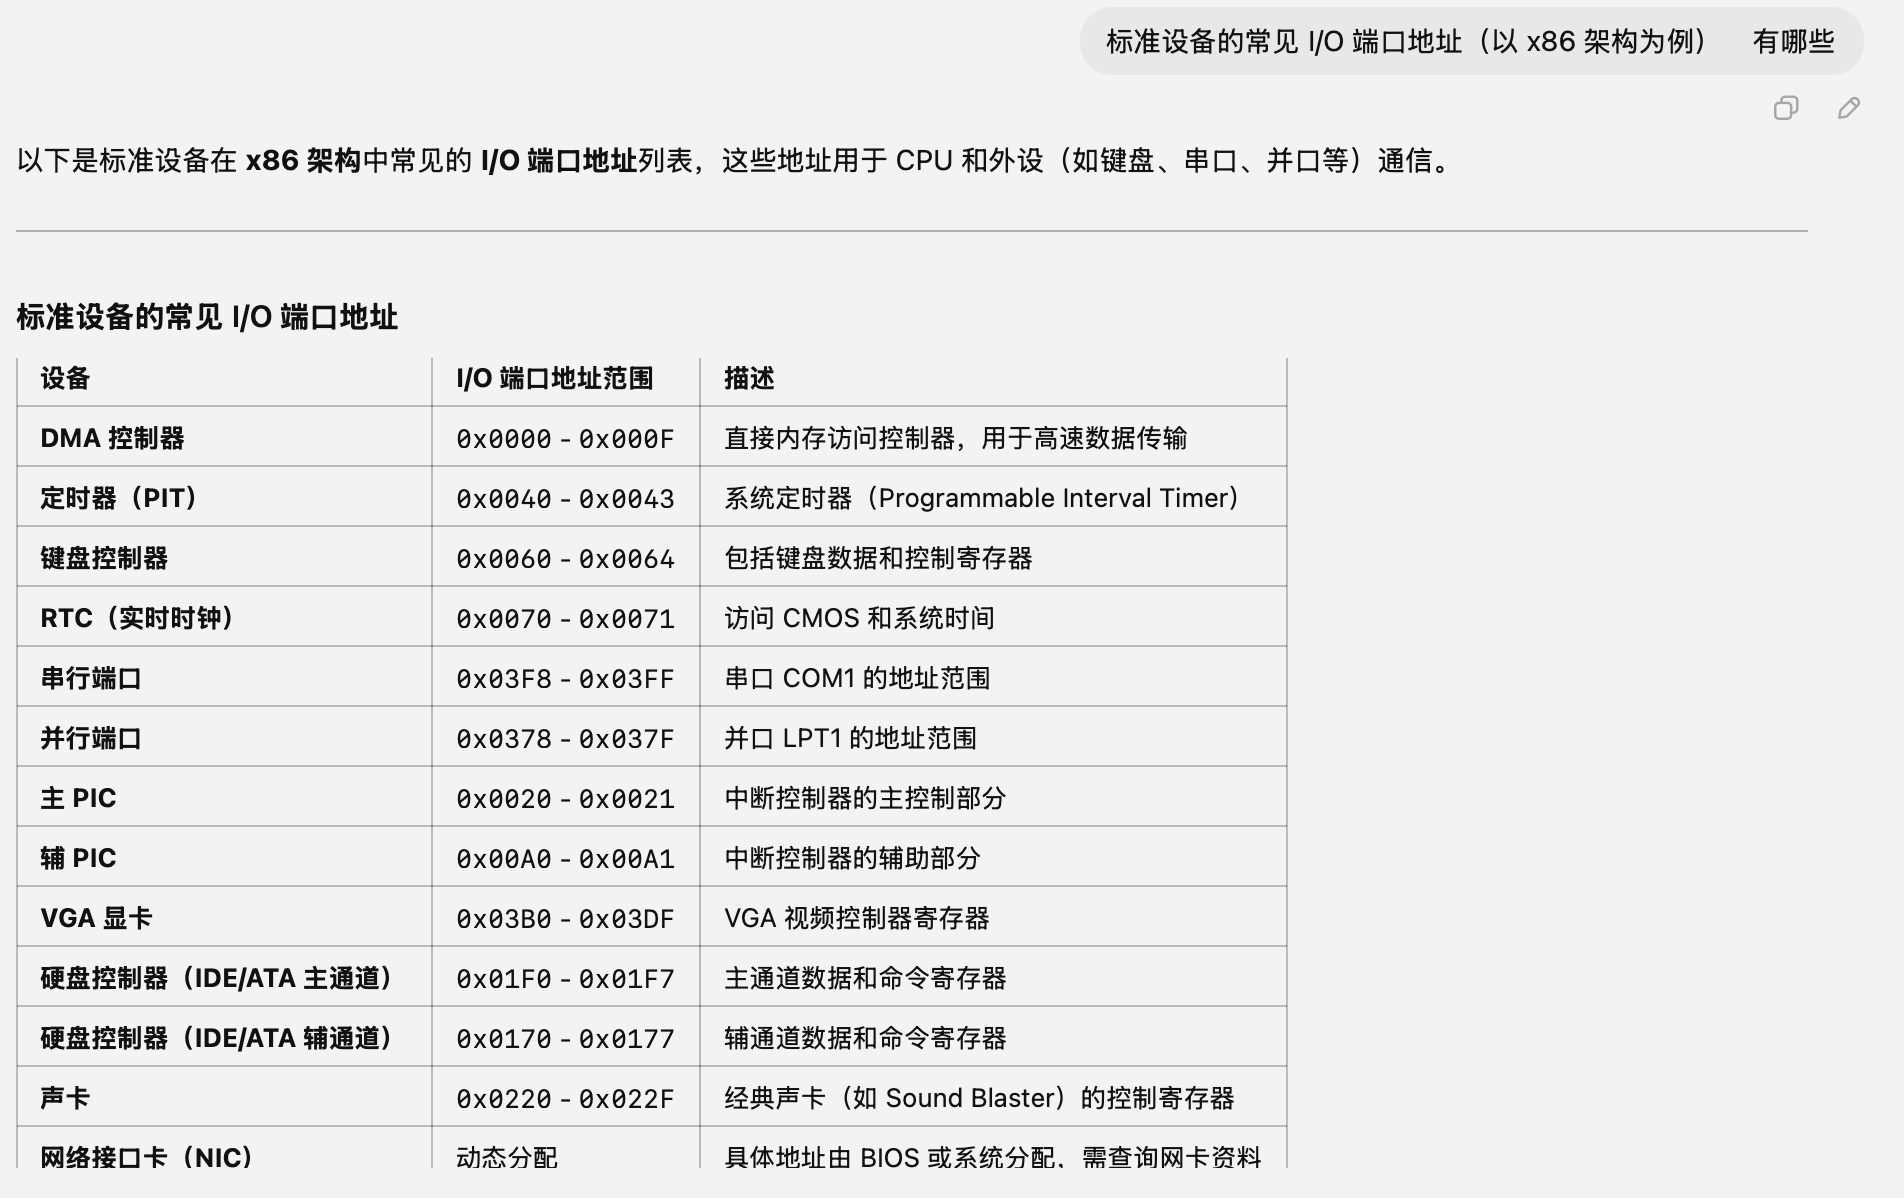 标准设备的常见 I/O 端口地址（以 x86 架构为例） 有哪些
以下是标准设备在 x86 架构中常见的 I/O 端口地址列表，这些地址用于 CPU 和外设（如键盘、串口、并口等）通信。
标准设备的常见 I/O 端口地址
设备 I/O 端口地址范围 描述
DMA 控制器 0x0000 - 0x000F 直接内存访问控制器，用于高速数据传输
定时器（PIT） 0x0040 - 0x0043 系统定时器（Programmable Interval Timer）
键盘控制器 0x0060 - 0x0064 包括键盘数据和控制寄存器
RTC（实时时钟） 0x0070 - 0x0071 访问 CMOS 和系统时间
串行端口 0x03F8 - 0x03FF 串口 COM1 的地址范围
并行端口 0x0378 - 0x037F 并口 LPT1 的地址范围
主 PIC 0x0020 - 0x0021 中断控制器的主控制部分
辅 PIC 0x00A0 - 0x00A1 中断控制器的辅助部分
VGA 显卡 0x03B0 - 0x03DF VGA 视频控制器寄存器
硬盘控制器（IDE/ATA 主通道） 0x01F0 - 0x01F7 主通道数据和命令寄存器
硬盘控制器（IDE/ATA 辅通道） 0x0170 - 0x0177 辅通道数据和命令寄存器
声卡 0x0220 - 0x022F 经典声卡（如 Sound Blaster）的控制寄存器
网络接口卡（NIC） 动态分配 具体地址由 BIOS 或系统分配，需查询网卡资料